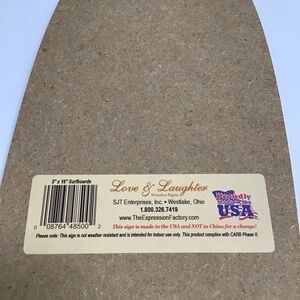 5" x 16" Surfboards
0 08764 48500 2
Love & Laughter
Wooden Signs
SJT Enterprises, Inc. • Westlake, Ohio
1.800.326.7419
www.TheExpressionFactory.com
This sign is made in the USA and NOT in China for a change!
Proudly
USA
Please note: This sign is not weather resistant and is intended for indoor use only. This product complies with CARB Phase II.